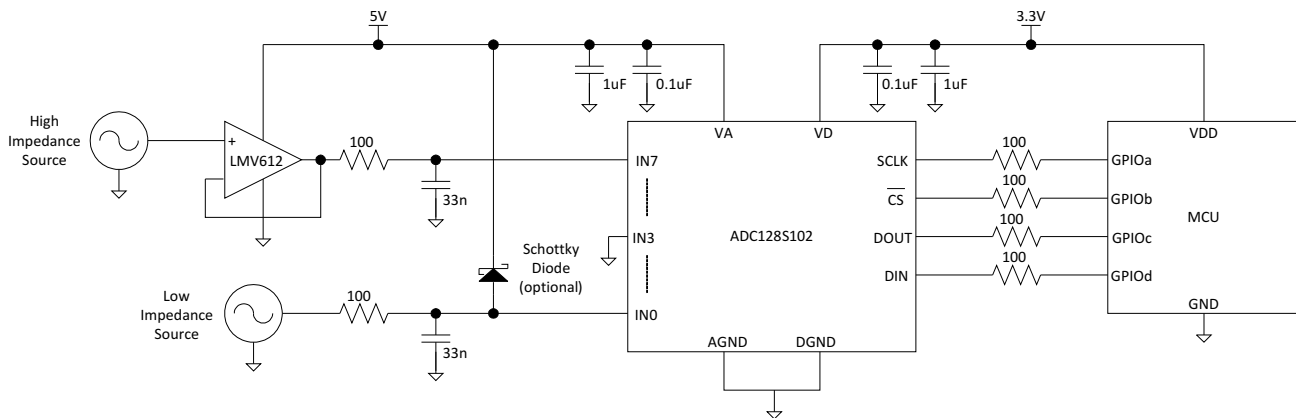 5V
3.3V
1uF
0.1uF
0.1uF
1uF
High
Impedance
Source
+
LMV612
-
100
33n
VA
VD
IN7
IN3
IN0
ADC128S102
SCLK
CS
DOUT
DIN
AGND
DGND
100
100
100
100
VDD
GPIOa
GPIOb
GPIOc
GPIOd
MCU
GND
Schottky
Diode
(optional)
Low
Impedance
Source
100
33n